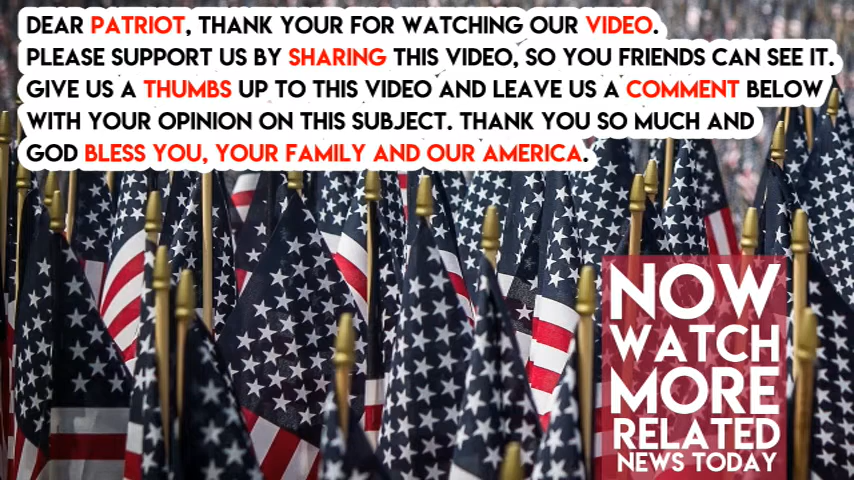 DEAR PATRIOT, THANK YOUR FOR WATCHING OUR VIDEO.
PLEASE SUPPORT US BY SHARING THIS VIDEO, SO YOU FRIENDS CAN SEE IT.
GIVE US A THUMBS UP TO THIS VIDEO AND LEAVE US A COMMENT BELOW
WITH YOUR OPINION ON THIS SUBJECT. THANK YOU SO MUCH AND
GOD BLESS YOU, YOUR FAMILY AND OUR AMERICA.
NOW
WATCH
MORE
RELATED
NEWS TODAY